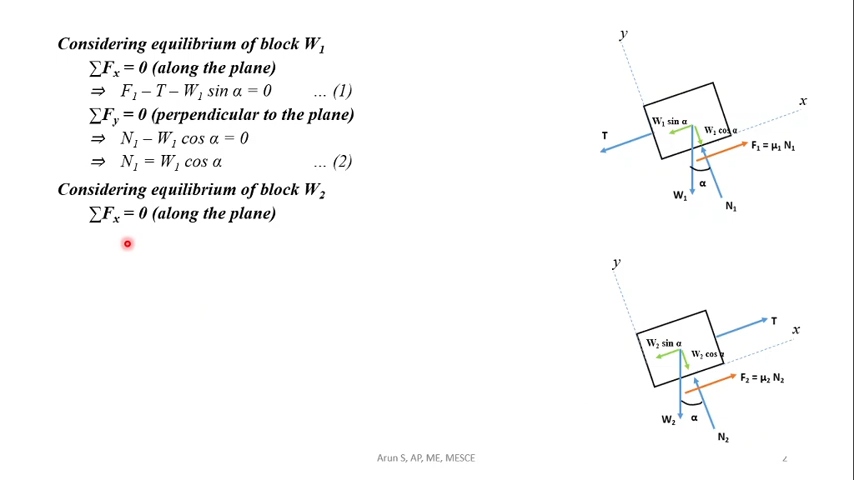 Considering equilibrium of block W₁
∑Fₓ = 0 (along the plane)
⇒ F₁ – T – W₁ sin α = 0 ... (1)
∑Fy = 0 (perpendicular to the plane)
⇒ N₁ – W₁ cos α = 0
⇒ N₁ = W₁ cos α ... (2)
Considering equilibrium of block W₂
∑Fₓ = 0 (along the plane)
y
x
W₁ sin α
W₁ cos α
T
F₁ = μ₁ N₁
α
W₁
N₁
y
T
x
W₂ sin α
W₂ cos α
F₂ = μ₂ N₂
W₂
α
N₂
Arun S, AP, ME, MESCE
2